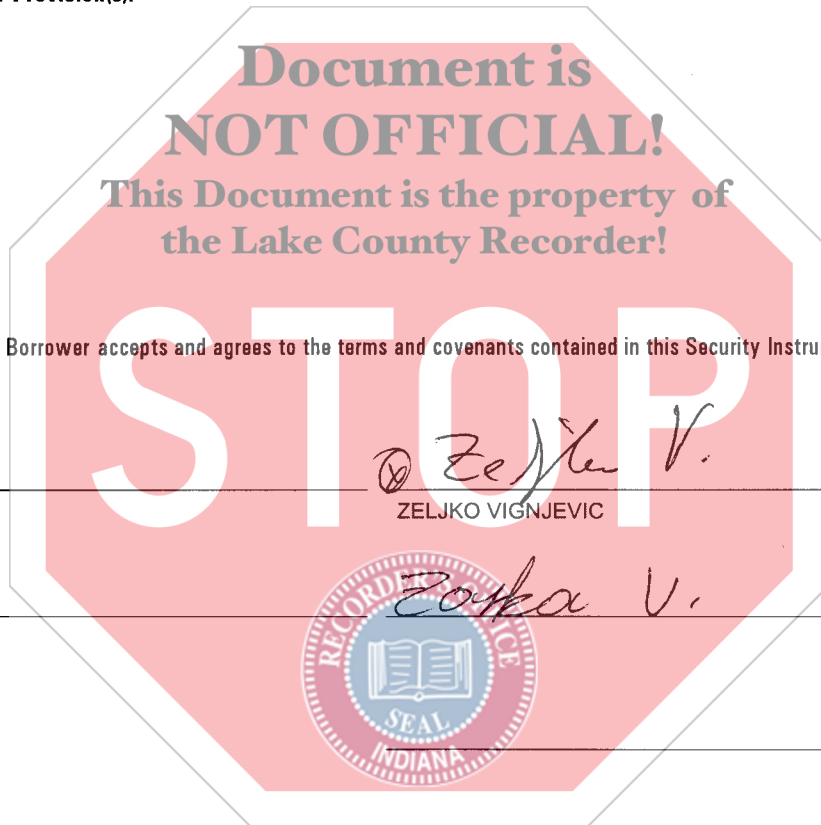 Document is
NOT OFFICIAL!
This Document is the property of
the Lake County Recorder!
STOP
Borrower accepts and agrees to the terms and covenants contained in this Security Instru
Zeljko V.
ZELJKO VIGNJEVIC
V.
RECORDER'S OFFICE
SEAL
INDIANA